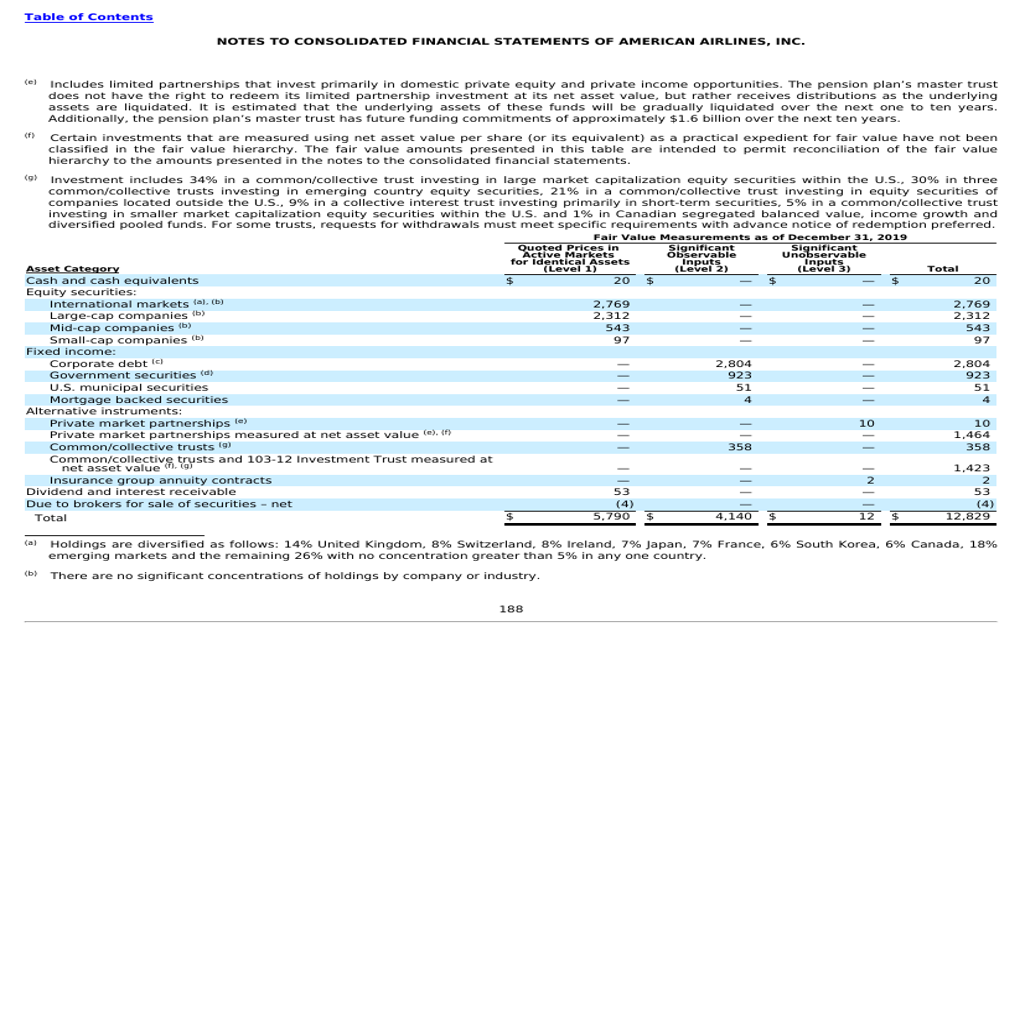 Table of Contents
NOTES TO CONSOLIDATED FINANCIAL STATEMENTS OF AMERICAN AIRLINES, INC.
(e) Includes limited partnerships that invest primarily in domestic private equity and private income opportunities. The pension plan's master trust
does not have the right to redeem its limited partnership investment at its net asset value, but rather receives distributions as the underlying
assets are liquidated. It is estimated that the underlying assets of these funds will be gradually liquidated over the next one to ten years.
Additionally, the pension plan's master trust has future funding commitments of approximately $1.6 billion over the next ten years.
(f) Certain investments that are measured using net asset value per share (or its equivalent) as a practical expedient for fair value have not been
classified in the fair value hierarchy. The fair value amounts presented in this table are intended to permit reconciliation of the fair value
hierarchy to the amounts presented in the notes to the consolidated financial statements.
(g) Investment includes 34% in a common/collective trust investing in large market capitalization equity securities within the U.S., 30% in three
common/collective trusts investing in emerging country equity securities, 21% in a common/collective trust investing in equity securities of
companies located outside the U.S., 9% in a collective interest trust investing primarily in short-term securities, 5% in a common/collective trust
investing in smaller market capitalization equity securities within the U.S. and 1% in Canadian segregated balanced value, income growth and
diversified pooled funds. For some trusts, requests for withdrawals must meet specific requirements with advance notice of redemption preferred.
Fair Value Measurements as of December 31, 2019
Quoted Prices in Significant Significant
Active Markets Observable Unobservable
for Identical Assets Inputs Inputs
Asset Category (Level 1) (Level 2) (Level 3) Total
Cash and cash equivalents $ 20 $ — $ — $ 20
Equity securities:
International markets (a), (b) 2,769 — — 2,769
Large-cap companies (b) 2,312 — — 2,312
Mid-cap companies (b) 543 — — 543
Small-cap companies (b) 97 — — 97
Fixed income:
Corporate debt (c) — 2,804 — 2,804
Government securities (d) — 923 — 923
U.S. municipal securities — 51 — 51
Mortgage backed securities — 4 — 4
Alternative instruments:
Private market partnerships (e) — — 10 10
Private market partnerships measured at net asset value (e), (f) — — — 1,464
Common/collective trusts (g) — 358 — 358
Common/collective trusts and 103-12 Investment Trust measured at
net asset value (f), (g) — — — 1,423
Insurance group annuity contracts — — 2 2
Dividend and interest receivable 53 — — 53
Due to brokers for sale of securities – net (4) — — (4)
Total $ 5,790 $ 4,140 $ 12 $ 12,829
(a) Holdings are diversified as follows: 14% United Kingdom, 8% Switzerland, 8% Ireland, 7% Japan, 7% France, 6% South Korea, 6% Canada, 18%
emerging markets and the remaining 26% with no concentration greater than 5% in any one country.
(b) There are no significant concentrations of holdings by company or industry.
188